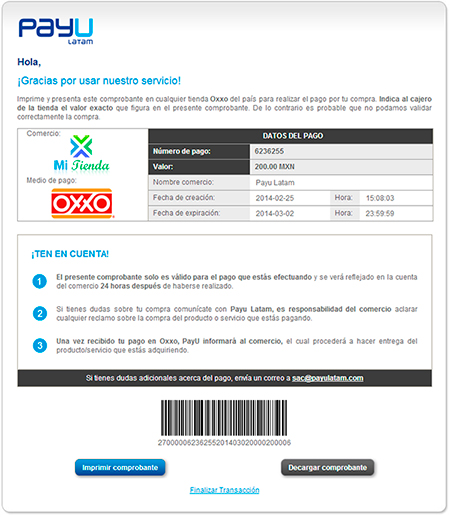 PayU
LATAM
Hola,
¡Gracias por usar nuestro servicio!
Imprime y presenta este comprobante en cualquier tienda Oxxo del país para realizar el pago por tu compra. Indica al cajero
de la tienda el valor exacto que figura en el presente comprobante. De lo contrario es probable que no podamos validar
correctamente la compra.
Comercio:
Mi Tienda
Medio de pago:
OXXO
DATOS DEL PAGO
Número de pago: 6236255
Valor: 200.00 MXN
Nombre comercio: Payu Latam
Fecha de creación: 2014-02-25 Hora: 15:08:03
Fecha de expiración: 2014-03-02 Hora: 23:59:59
¡TEN EN CUENTA!
1 El presente comprobante solo es válido para el pago que estás efectuando y se verá reflejado en la cuenta
del comercio 24 horas después de haberse realizado.
2 Si tienes dudas sobre tu compra comunícate con Payu Latam, es responsabilidad del comercio aclarar
cualquier reclamo sobre la compra del producto o servicio que estás pagando.
3 Una vez recibido tu pago en Oxxo, PayU informará al comercio, el cual procederá a hacer entrega del
producto/servicio que estás adquiriendo.
Si tienes dudas adicionales acerca del pago, envía un correo a sac@payulatam.com
27000062362552014030200200006
Imprimir comprobante
Decargar comprobante
Finalizar Transacción